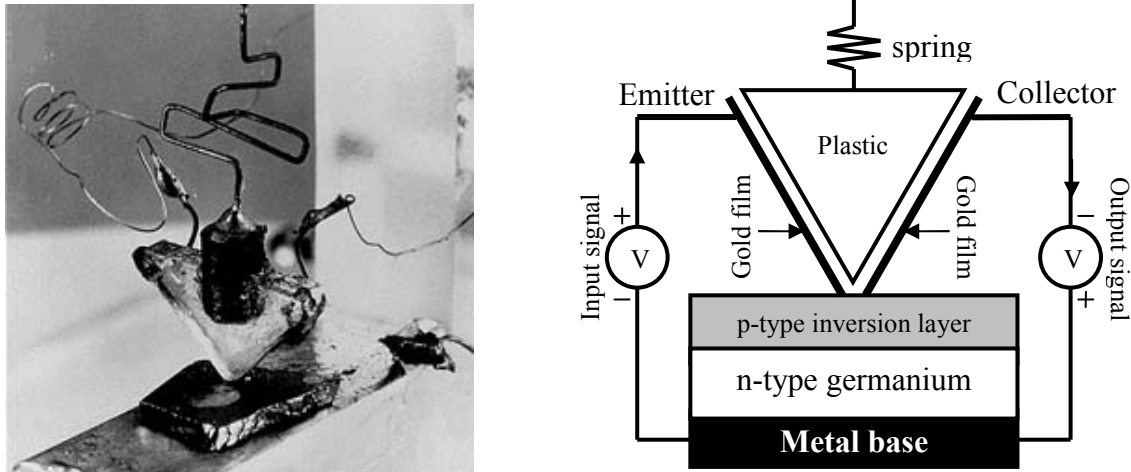 spring
Emitter
Collector
Plastic
Gold film
Gold film
Input signal
+
V
−
Output signal
−
V
+
p-type inversion layer
n-type germanium
Metal base